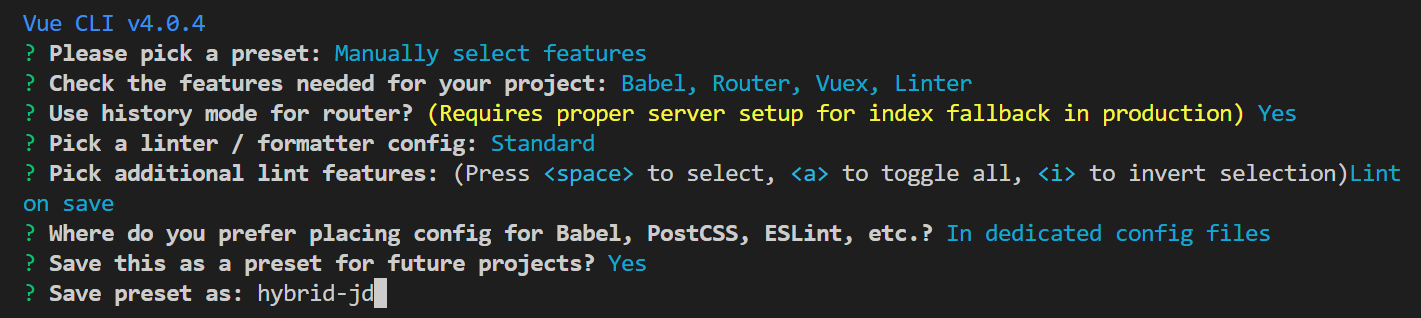 Vue CLI v4.0.4
? Please pick a preset: Manually select features
? Check the features needed for your project: Babel, Router, Vuex, Linter
? Use history mode for router? (Requires proper server setup for index fallback in production) Yes
? Pick a linter / formatter config: Standard
? Pick additional lint features: (Press <space> to select, <a> to toggle all, <i> to invert selection)Lint
on save
? Where do you prefer placing config for Babel, PostCSS, ESLint, etc.? In dedicated config files
? Save this as a preset for future projects? Yes
? Save preset as: hybrid-jd